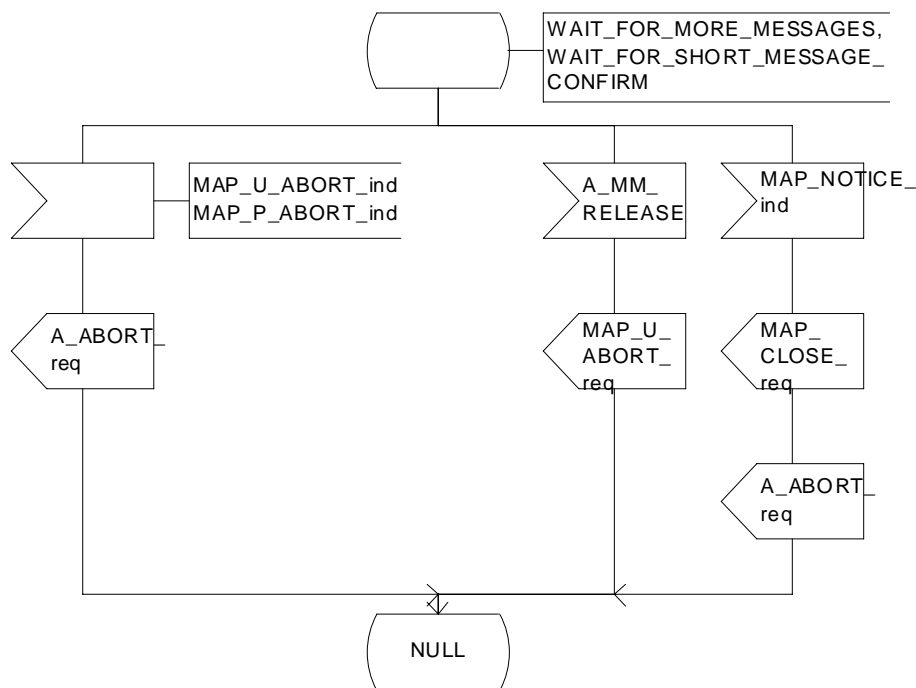 WAIT_FOR_MORE_MESSAGES,
WAIT_FOR_SHORT_MESSAGE_
CONFIRM
MAP_U_ABORT_ind
MAP_P_ABORT_ind
A_MM_
RELEASE
MAP_NOTICE_
ind
A_ABORT_
req
MAP_U_
ABORT_
req
MAP_
CLOSE_
req
A_ABORT_
req
NULL